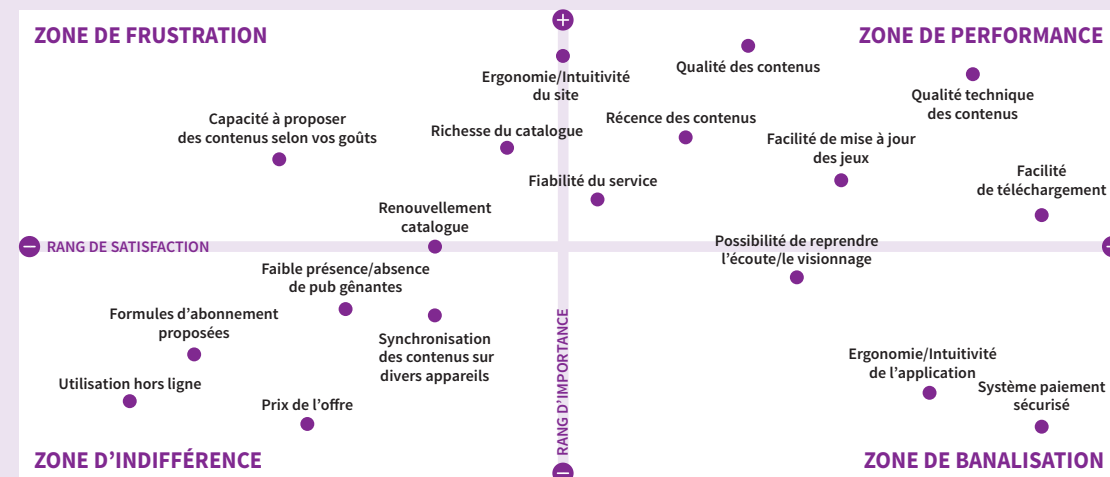 ZONE DE FRUSTRATION
ZONE DE PERFORMANCE
Qualité des contenus
Ergonomie/Intuitivité
du site
Qualité technique
des contenus
Capacité à proposer
des contenus selon vos goûts
Richesse du catalogue
Récence des contenus
Facilité de mise à jour
des jeux
Fiabilité du service
Facilité
de téléchargement
Renouvellement
catalogue
RANG DE SATISFACTION
Possibilité de reprendre
l’écoute/le visionnage
Faible présence/absence
de pub gênantes
Formules d’abonnement
proposées
Synchronisation
des contenus sur
divers appareils
RANG D’IMPORTANCE
Ergonomie/Intuitivité
de l’application
Utilisation hors ligne
Système paiement
sécurisé
Prix de l’offre
ZONE D’INDIFFÉRENCE
ZONE DE BANALISATION